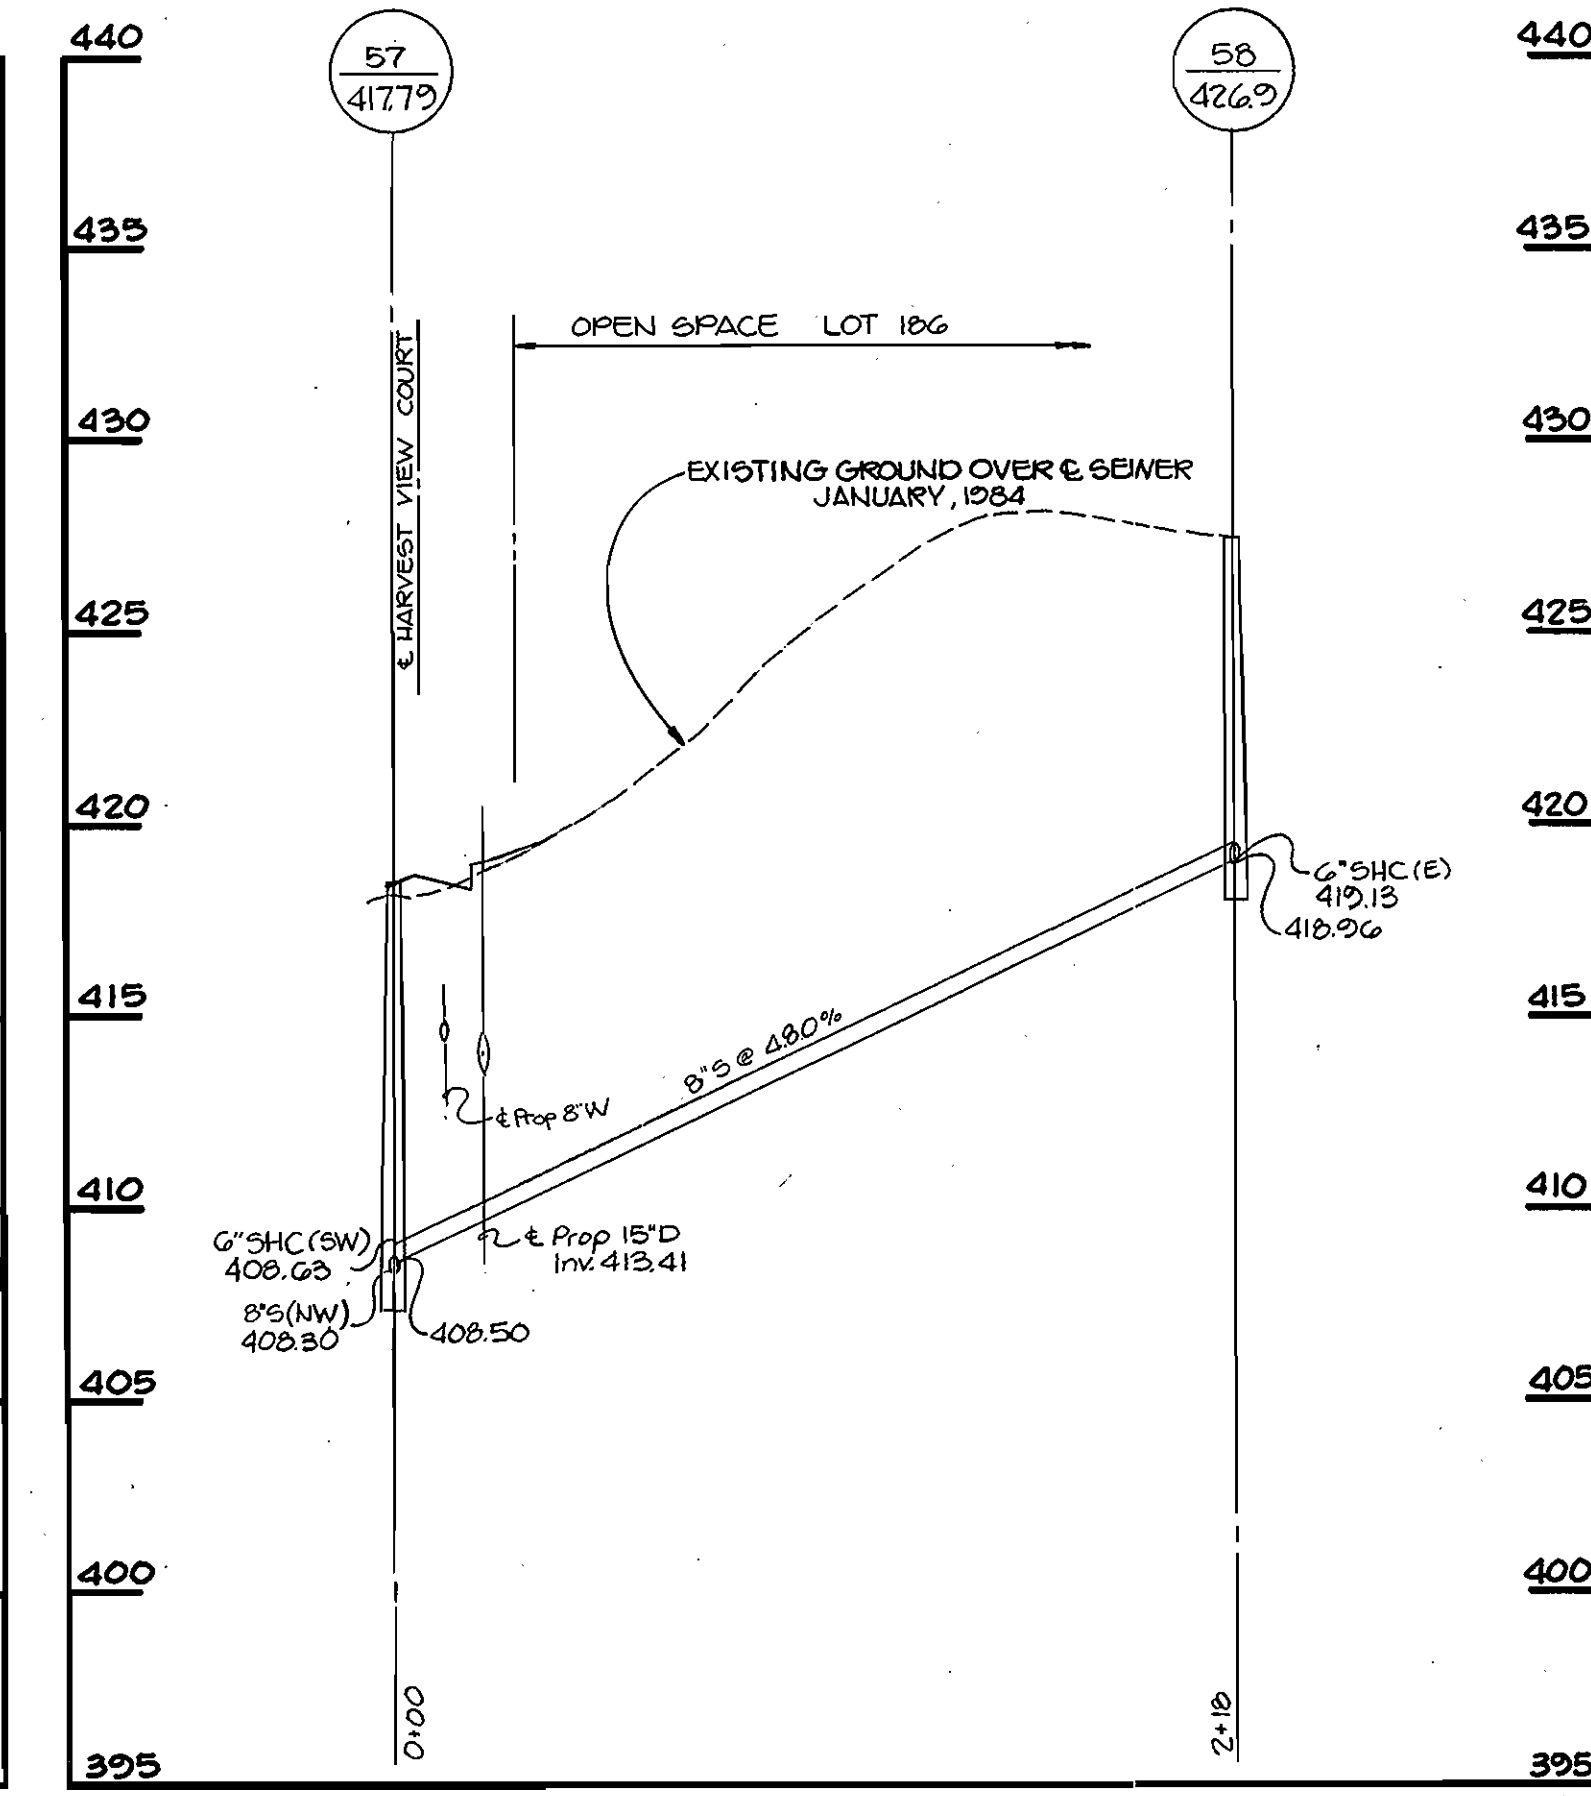 440
57
417.79
58
426.9
440
435
435
OPEN SPACE LOT 186
℄ HARVEST VIEW COURT
430
430
EXISTING GROUND OVER ℄ SEWER
JANUARY, 1984
425
425
420
420
6"SHC(E)
419.13
418.96
415
415
8"S @ 4.80%
℄ Prop 8"W
410
410
6"SHC(SW)
408.63
℄ Prop 15"D
Inv. 413.41
8"S(NW)
408.30
408.50
405
405
400
400
0+00
2+18
395
395